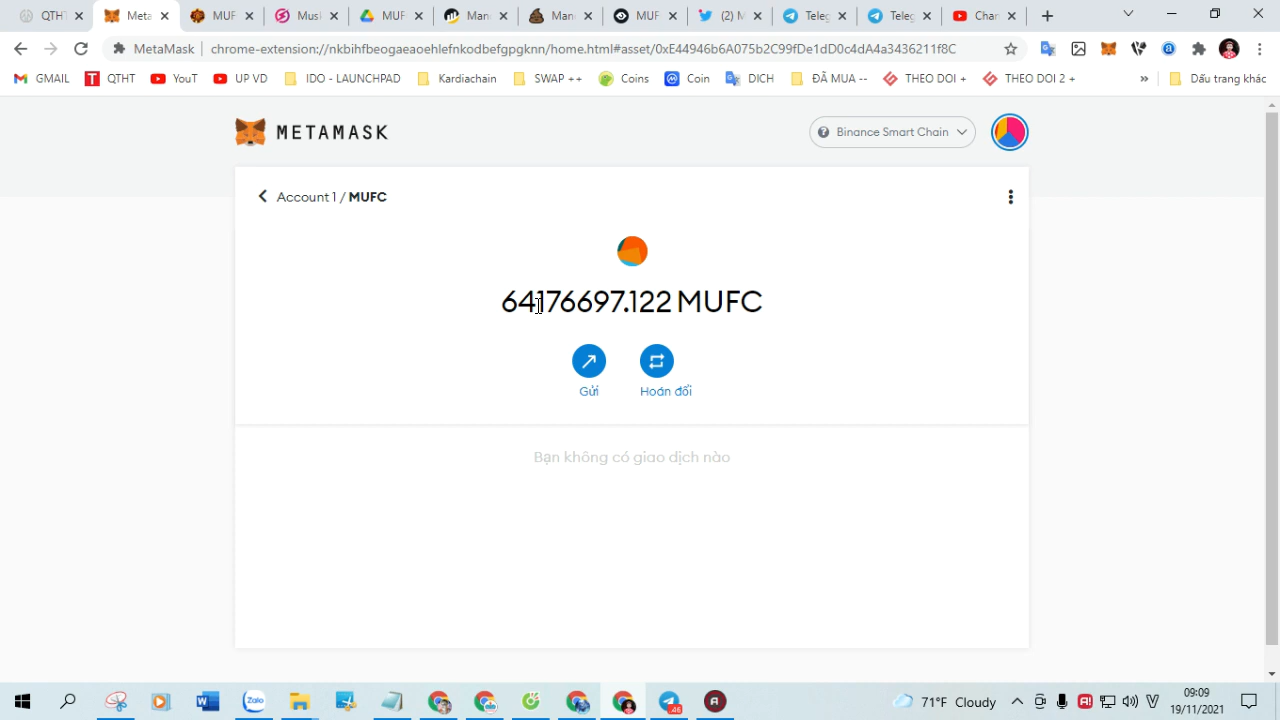 QTHT
Meta
MUF
Musi
MUF
Man
Man
MUF
(2) M
Teleg
Teleg
Chan
MetaMask
chrome-extension://nkbihfbeogaeaoehlefnkodbefgpgknn/home.html#asset/0xE44946b6A075b2C99fDe1dD0c4dA4a3436211f8C
GMAIL
QTHT
YouT
UP VD
IDO - LAUNCHPAD
Kardiachain
SWAP ++
Coins
Coin
DICH
ĐÃ MUA --
THEO DOI +
THEO DOI 2 +
»
Dấu trang khác
METAMASK
Binance Smart Chain
Account 1 / MUFC
64176697.122 MUFC
Gửi
Hoán đổi
Bạn không có giao dịch nào
Zalo
46
71°F Cloudy
09:09
19/11/2021